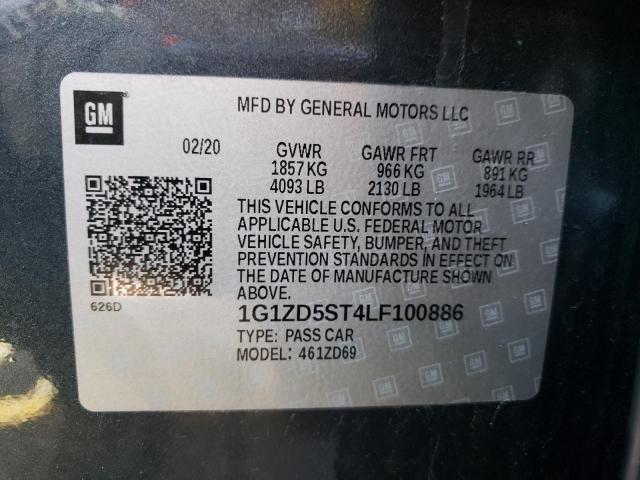 GM
MFD BY GENERAL MOTORS LLC
02/20 GVWR GAWR FRT GAWR RR
1857 KG 966 KG 891 KG
4093 LB 2130 LB 1964 LB
THIS VEHICLE CONFORMS TO ALL
APPLICABLE U.S. FEDERAL MOTOR
VEHICLE SAFETY, BUMPER, AND THEFT
PREVENTION STANDARDS IN EFFECT ON
THE DATE OF MANUFACTURE SHOWN
ABOVE.
626D
1G1ZD5ST4LF100886
TYPE: PASS CAR
MODEL: 461ZD69